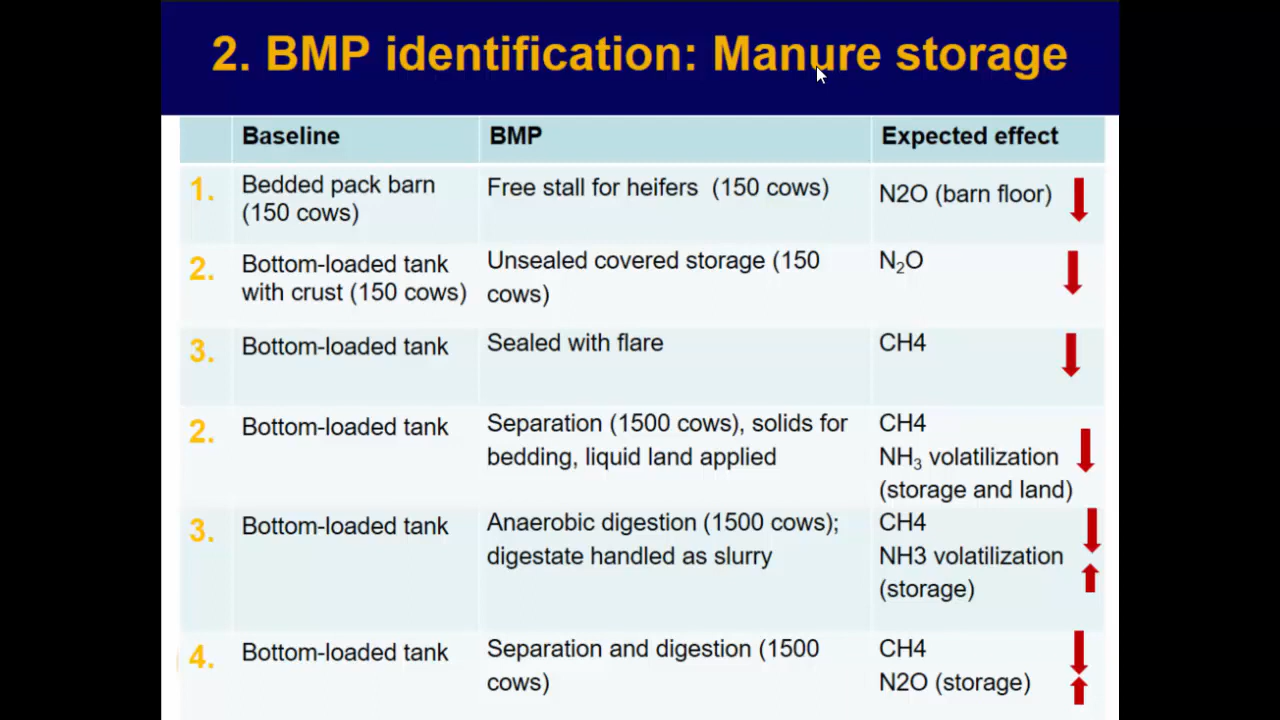 2. BMP identification: Manure storage
Baseline BMP Expected effect
1. Bedded pack barn (150 cows) Free stall for heifers (150 cows) N2O (barn floor)
2. Bottom-loaded tank with crust (150 cows) Unsealed covered storage (150 cows) N₂O
3. Bottom-loaded tank Sealed with flare CH4
2. Bottom-loaded tank Separation (1500 cows), solids for bedding, liquid land applied CH4 NH₃ volatilization (storage and land)
3. Bottom-loaded tank Anaerobic digestion (1500 cows); digestate handled as slurry CH4 NH3 volatilization (storage)
4. Bottom-loaded tank Separation and digestion (1500 cows) CH4 N2O (storage)